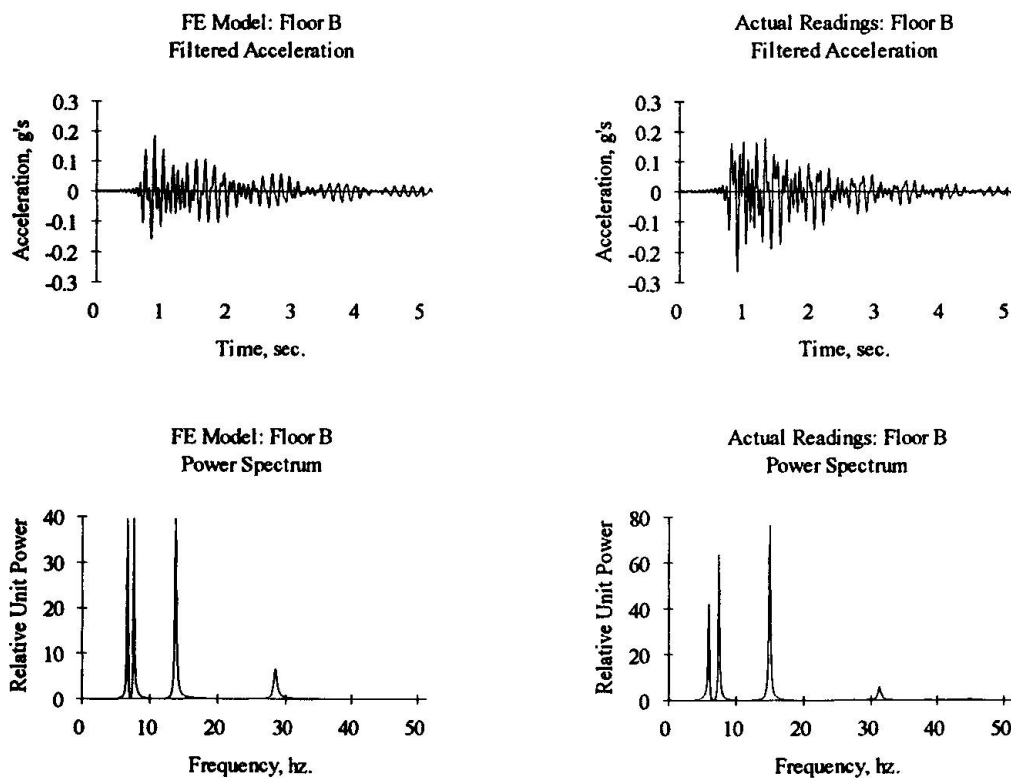 FE Model: Floor B
Filtered Acceleration
Acceleration, g's
0.3
0.2
0.1
0
-0.1
-0.2
-0.3
0 1 2 3 4 5
Time, sec.
Actual Readings: Floor B
Filtered Acceleration
Acceleration, g's
0.3
0.2
0.1
0
-0.1
-0.2
-0.3
0 1 2 3 4 5
Time, sec.
FE Model: Floor B
Power Spectrum
Relative Unit Power
40
30
20
10
0
0 10 20 30 40 50
Frequency, hz.
Actual Readings: Floor B
Power Spectrum
Relative Unit Power
80
60
40
20
0
0 10 20 30 40 50
Frequency, hz.